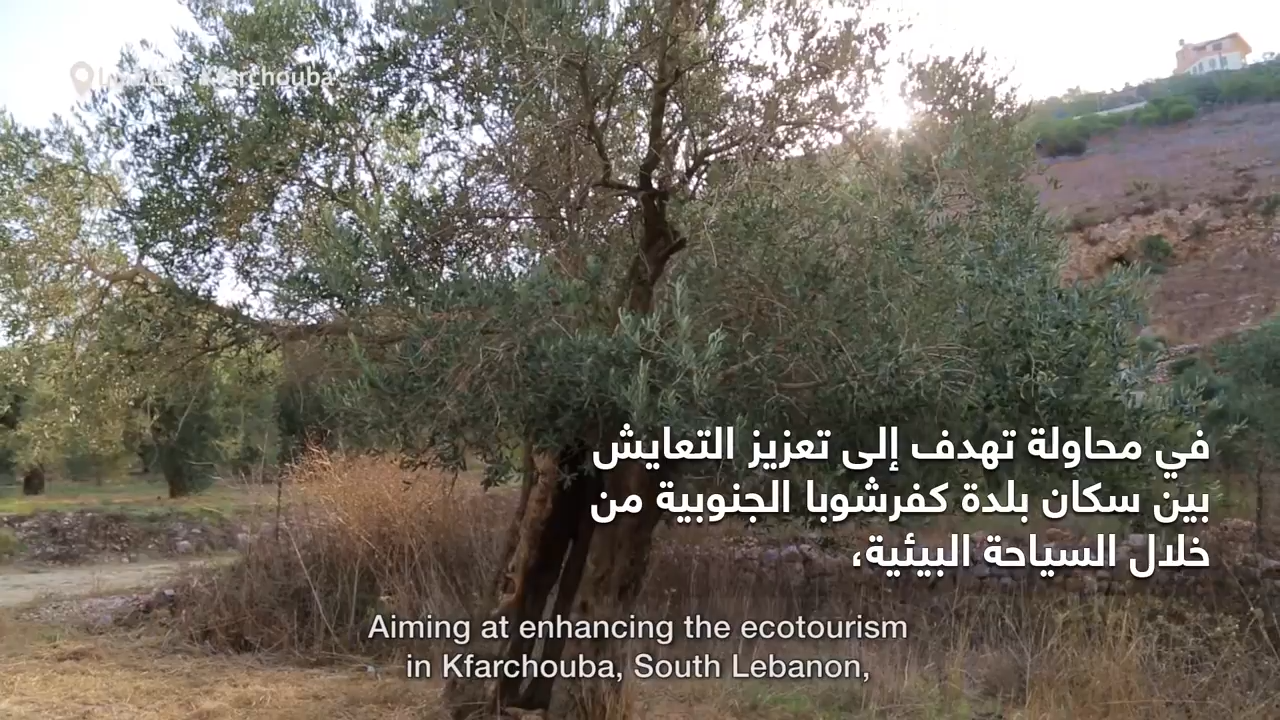 Kfarchouba
في محاولة تهدف إلى تعزيز التعايش
بين سكان بلدة كفرشوبا الجنوبية من
خلال السياحة البيئية،
Aiming at enhancing the ecotourism
in Kfarchouba, South Lebanon,